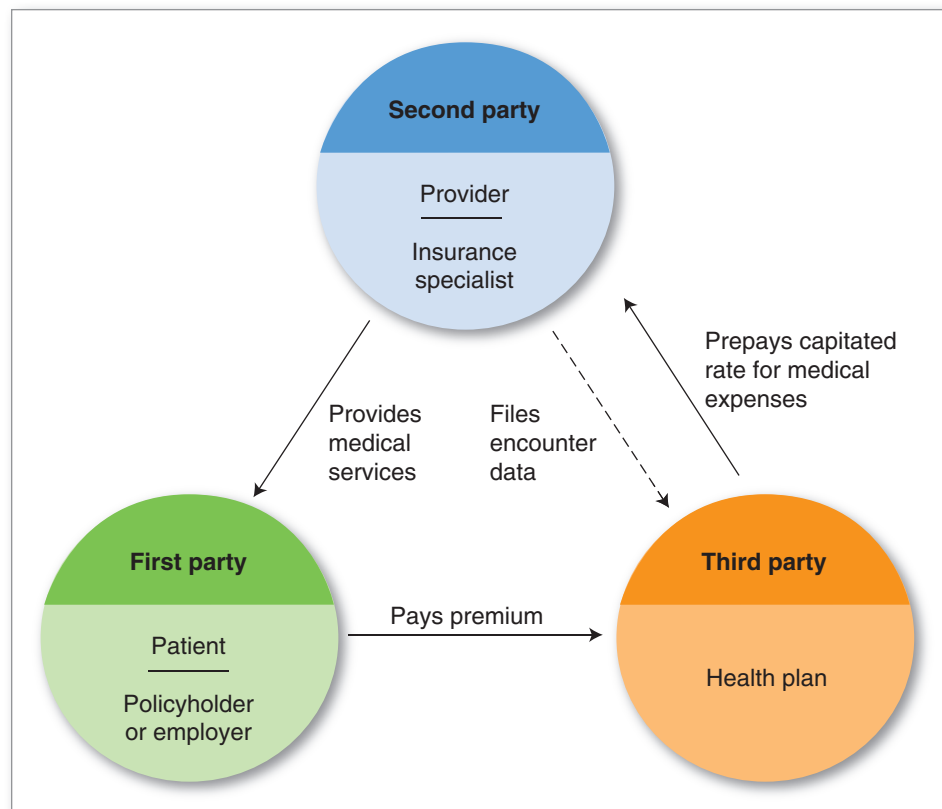 Second party
Provider
Insurance
specialist
Prepays capitated
rate for medical
expenses
Provides
medical
services
Files
encounter
data
First party
Patient
Policyholder
or employer
Pays premium
Third party
Health plan